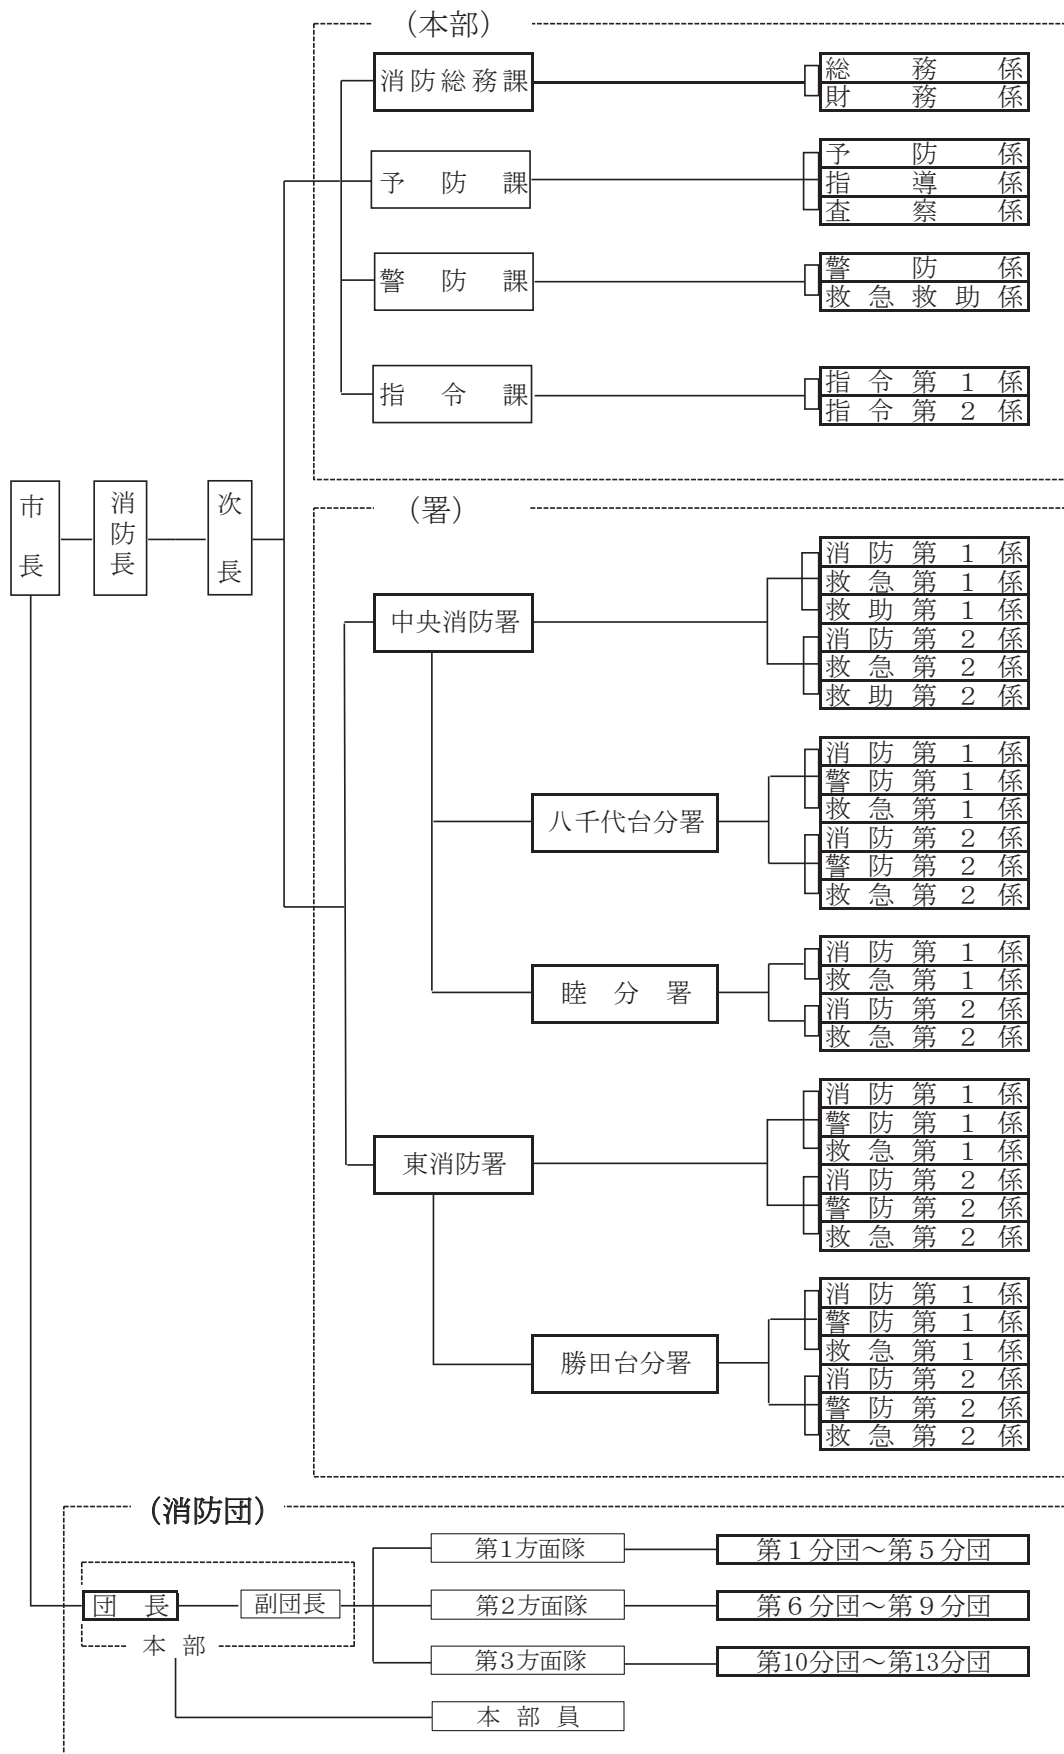 （本部）
消防総務課
総務係
財務係
予防課
予防係
指導係
査察係
警防課
警防係
救急救助係
指令課
指令第１係
指令第２係
市長
消防長
次長
（署）
中央消防署
消防第１係
救急第１係
救助第１係
消防第２係
救急第２係
救助第２係
八千代台分署
消防第１係
警防第１係
救急第１係
消防第２係
警防第２係
救急第２係
睦分署
消防第１係
救急第１係
消防第２係
救急第２係
東消防署
消防第１係
警防第１係
救急第１係
消防第２係
警防第２係
救急第２係
勝田台分署
消防第１係
警防第１係
救急第１係
消防第２係
警防第２係
救急第２係
（消防団）
団長
副団長
本部
第1方面隊
第１分団～第５分団
第2方面隊
第６分団～第９分団
第3方面隊
第10分団～第13分団
本部員